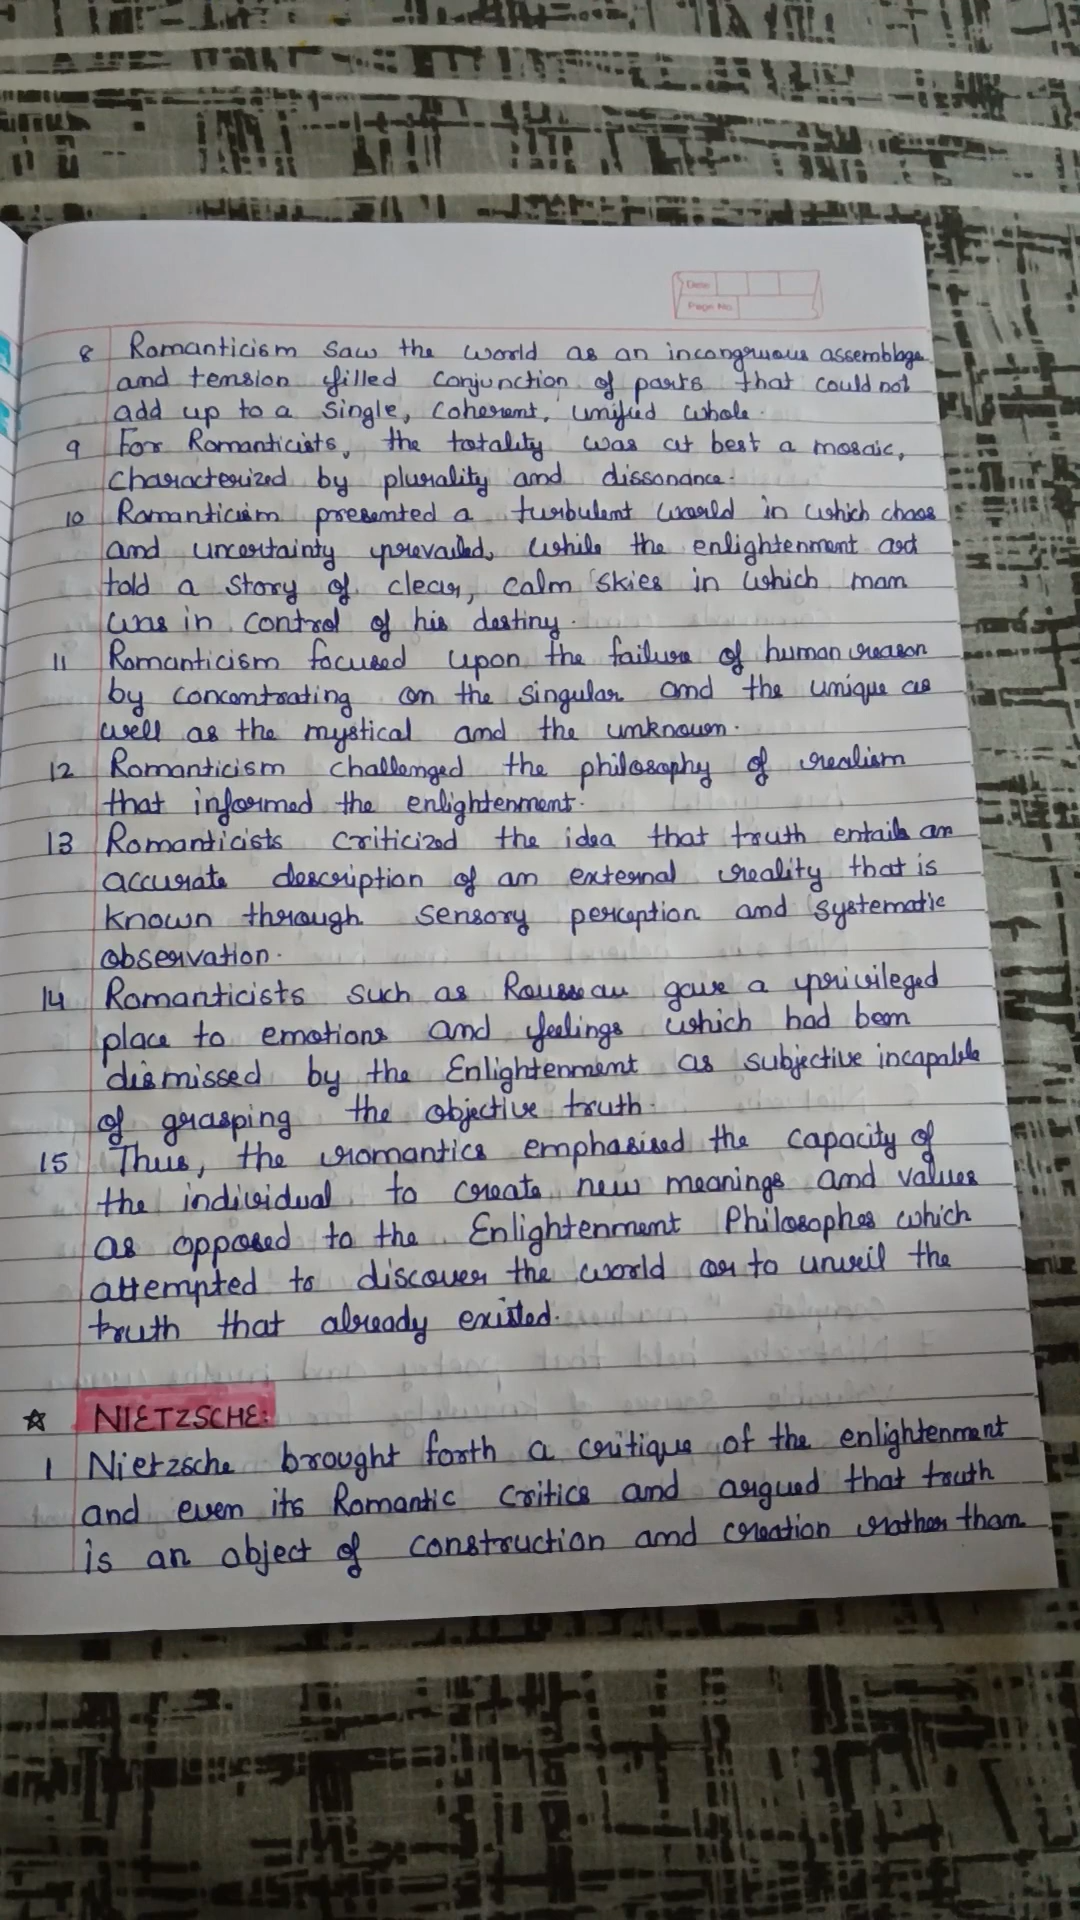 Date
Page No
8 Romanticism saw the world as an incongruous assemblage
and tension filled conjunction of parts that could not
add up to a single, coherent, unified whole.
9 For Romanticists, the totality was at best a mosaic,
characterized by plurality and dissonance.
10 Romanticism presented a turbulent world in which chaos
and uncertainty prevailed, while the enlightenment art
told a story of clear, calm skies in which man
was in control of his destiny.
11 Romanticism focused upon the failure of human reason
by concentrating on the singular and the unique as
well as the mystical and the unknown.
12 Romanticism challenged the philosophy of realism
that informed the enlightenment.
13 Romanticists criticized the idea that truth entails an
accurate description of an external reality that is
known through sensory perception and systematic
observation.
14 Romanticists such as Rousseau gave a privileged
place to emotions and feelings which had been
dismissed by the Enlightenment as subjective incapable
of grasping the objective truth.
15 Thus, the romantics emphasised the capacity of
the individual to create new meanings and values
as opposed to the Enlightenment Philosophes which
attempted to discover the world or to unveil the
truth that already existed.
☆ NIETZSCHE:
1 Nietzsche brought forth a critique of the enlightenment
and even its Romantic critics and argued that truth
is an object of construction and creation rather than